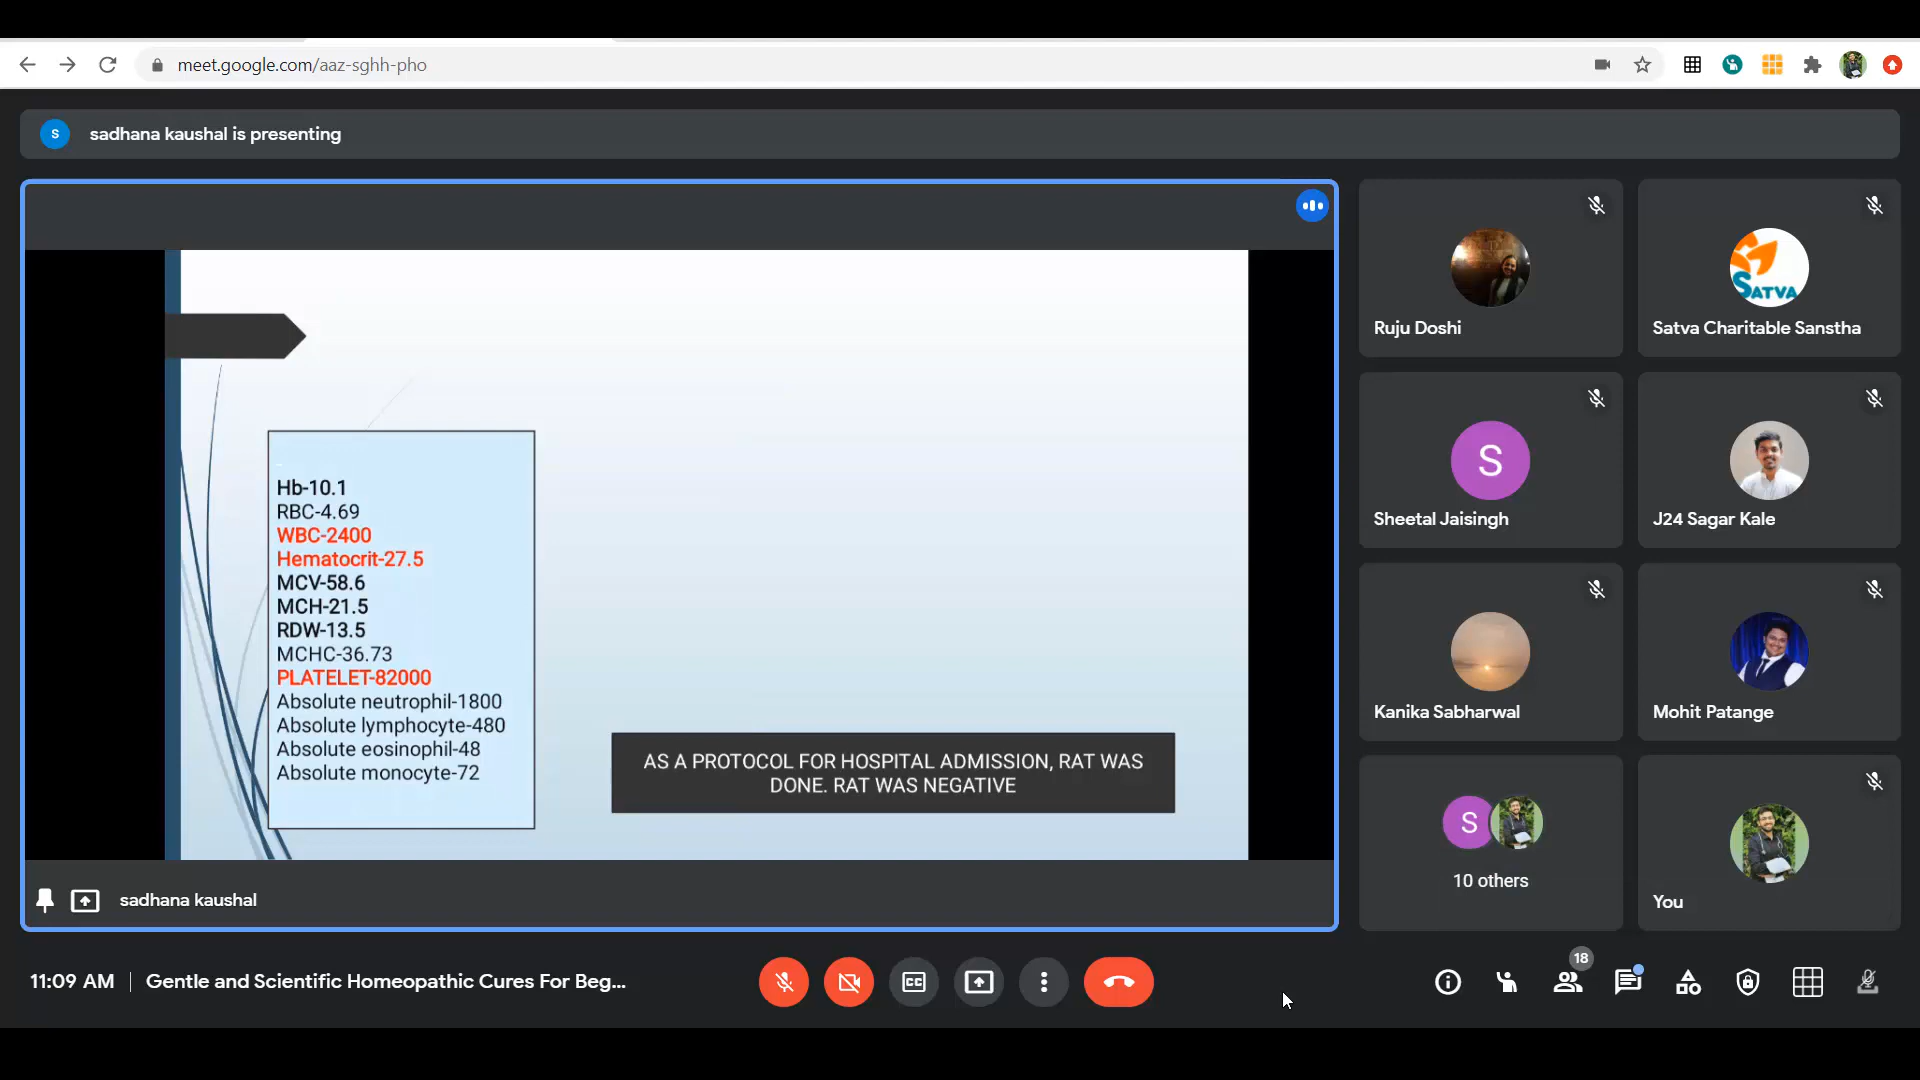 meet.google.com/aaz-sghh-pho
S
sadhana kaushal is presenting
Hb-10.1
RBC-4.69
WBC-2400
Hematocrit-27.5
MCV-58.6
MCH-21.5
RDW-13.5
MCHC-36.73
PLATELET-82000
Absolute neutrophil-1800
Absolute lymphocyte-480
Absolute eosinophil-48
Absolute monocyte-72
AS A PROTOCOL FOR HOSPITAL ADMISSION, RAT WAS
DONE. RAT WAS NEGATIVE
sadhana kaushal
Ruju Doshi
SATVA
Satva Charitable Sanstha
S
Sheetal Jaisingh
J24 Sagar Kale
Kanika Sabharwal
Mohit Patange
S
10 others
You
11:09 AM
Gentle and Scientific Homeopathic Cures For Beg...
CC
18